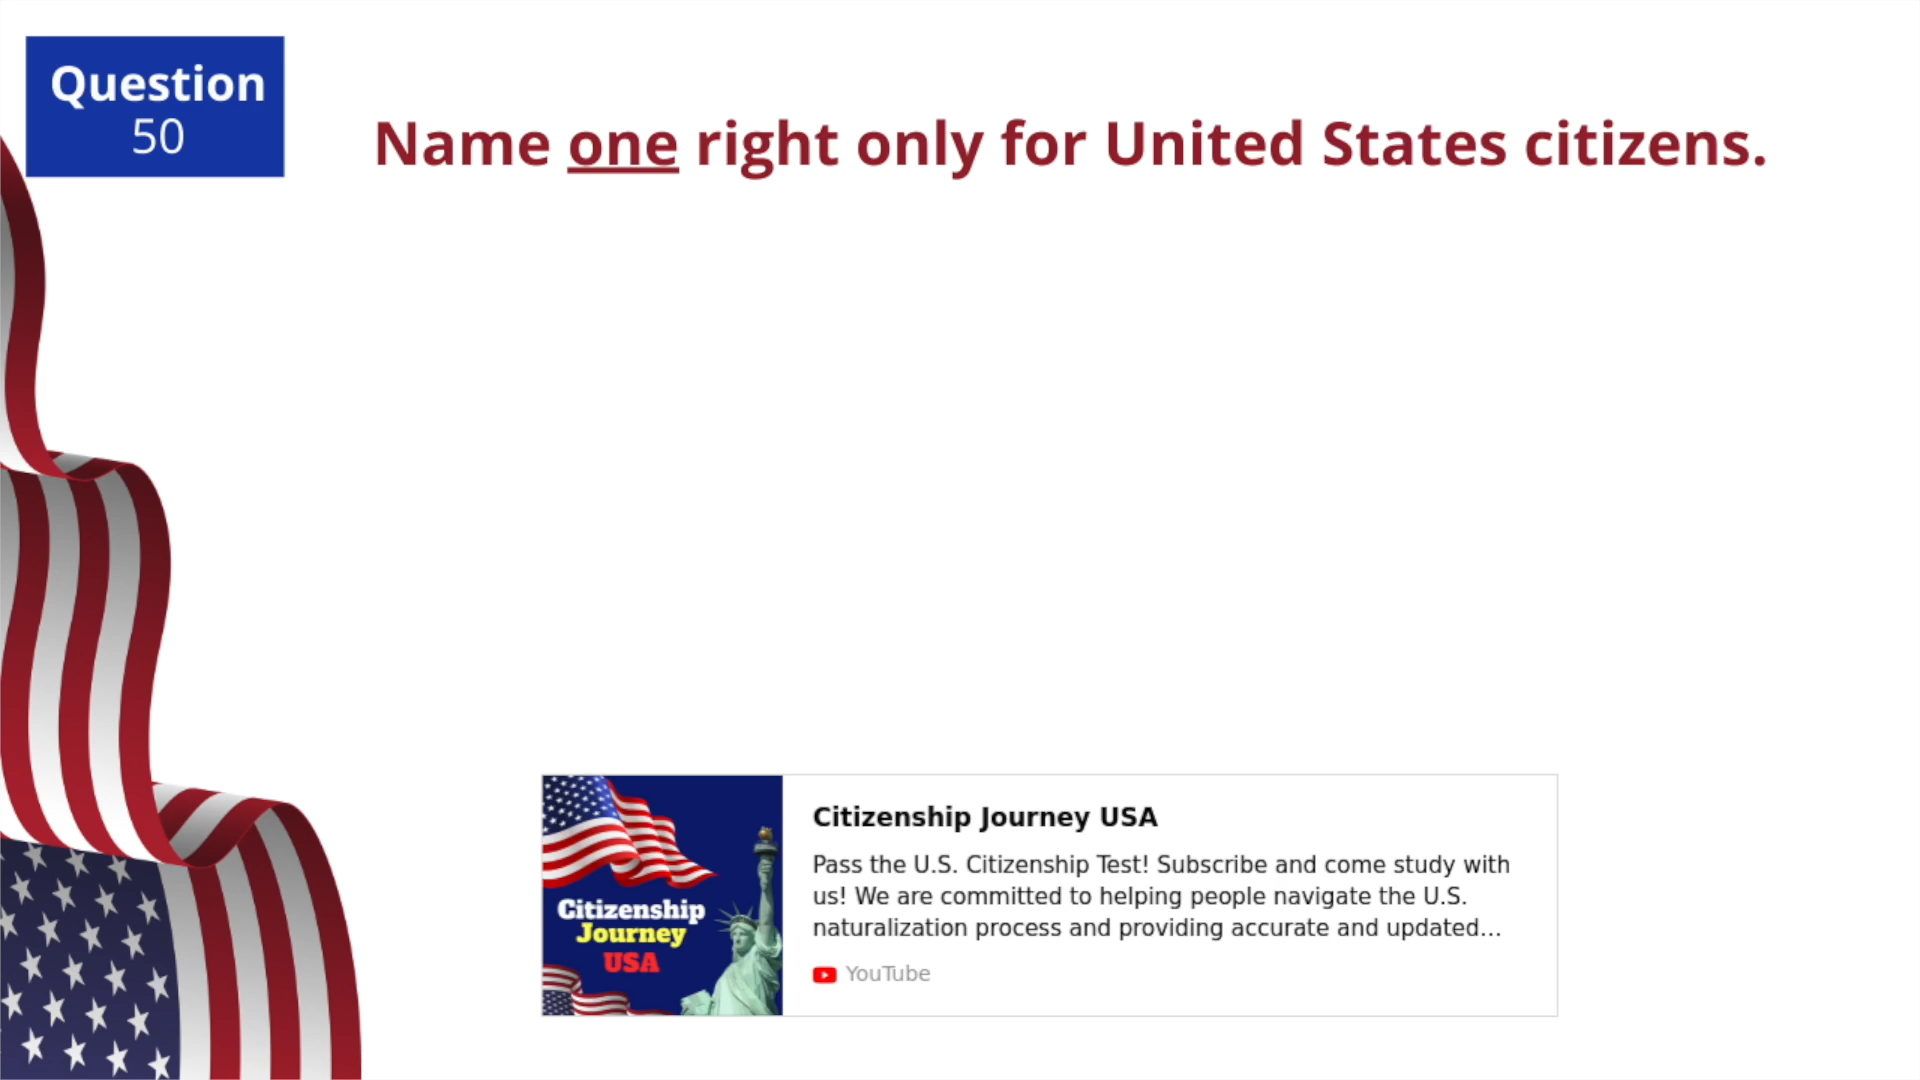 Question
50
Name one right only for United States citizens.
Citizenship
Journey
USA
Citizenship Journey USA
Pass the U.S. Citizenship Test! Subscribe and come study with
us! We are committed to helping people navigate the U.S.
naturalization process and providing accurate and updated...
YouTube